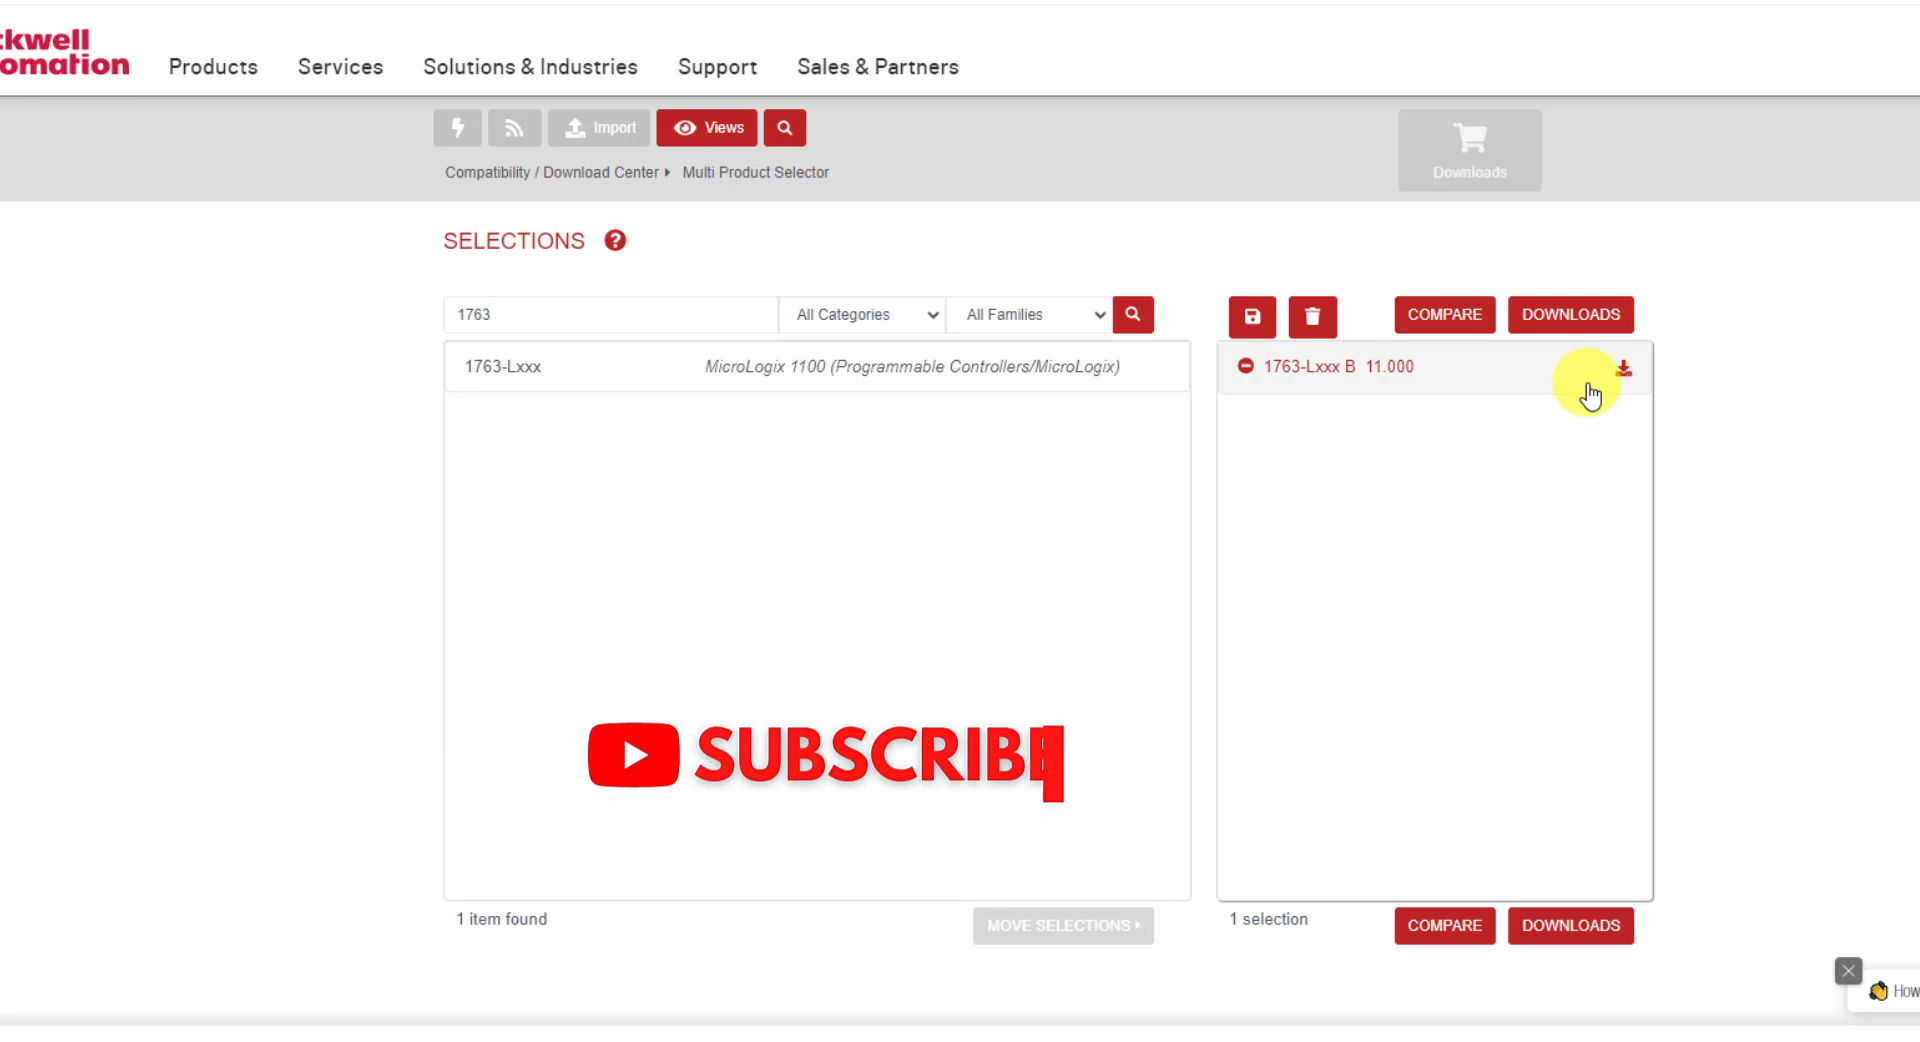 ckwell
omation
Products Services Solutions & Industries Support Sales & Partners
Import Views
Downloads
Compatibility / Download Center Multi Product Selector
SELECTIONS ?
1763 All Categories All Families
COMPARE DOWNLOADS
1763-Lxxx MicroLogix 1100 (Programmable Controllers/MicroLogix)
1763-Lxxx B 11.000
SUBSCRIBE
1 item found
MOVE SELECTIONS
1 selection
COMPARE DOWNLOADS
How